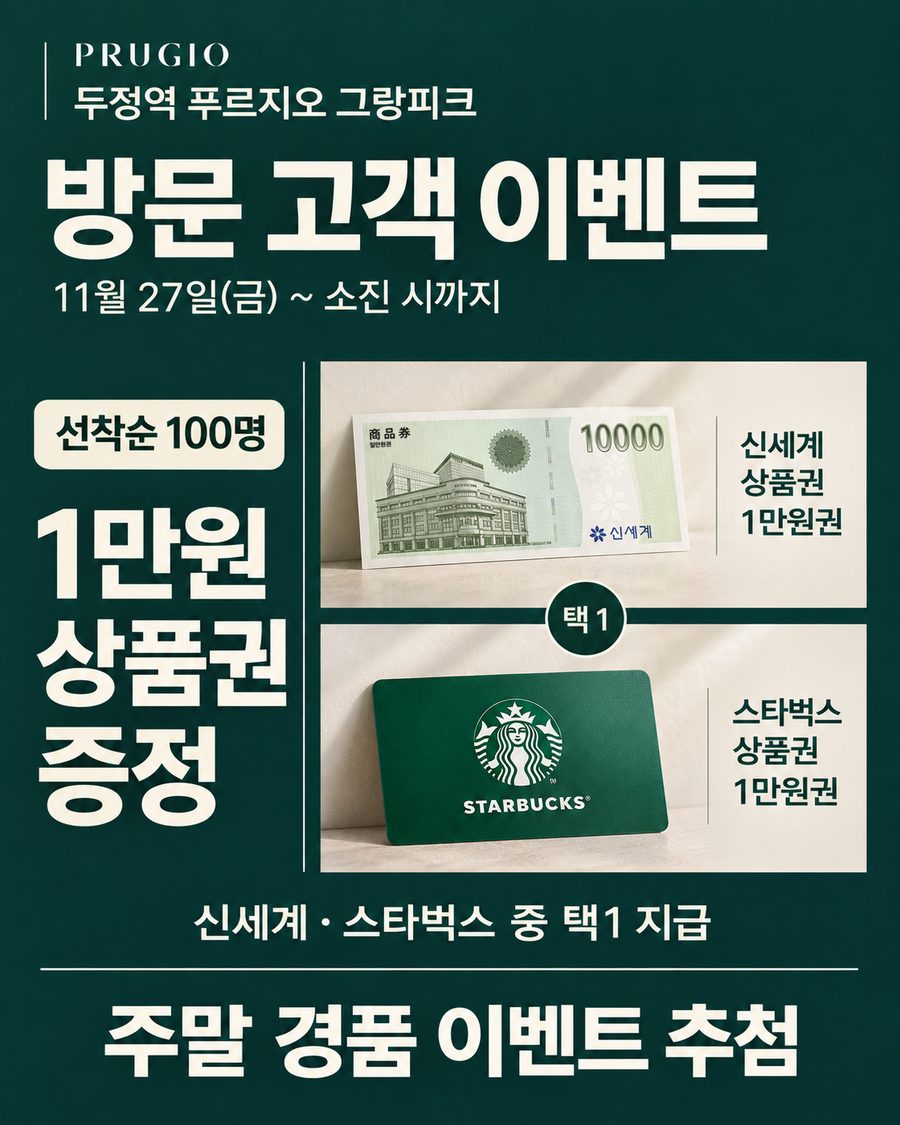 PRUGIO
두정역 푸르지오 그랑피크
방문 고객 이벤트
11월 27일(금) ~ 소진 시까지
선착순 100명
1만원
상품권
증정
商品券
일만원권
10000
신세계
신세계
상품권
1만원권
택 1
STARBUCKS®
TM
스타벅스
상품권
1만원권
신세계 · 스타벅스 중 택1 지급
주말 경품 이벤트 추첨